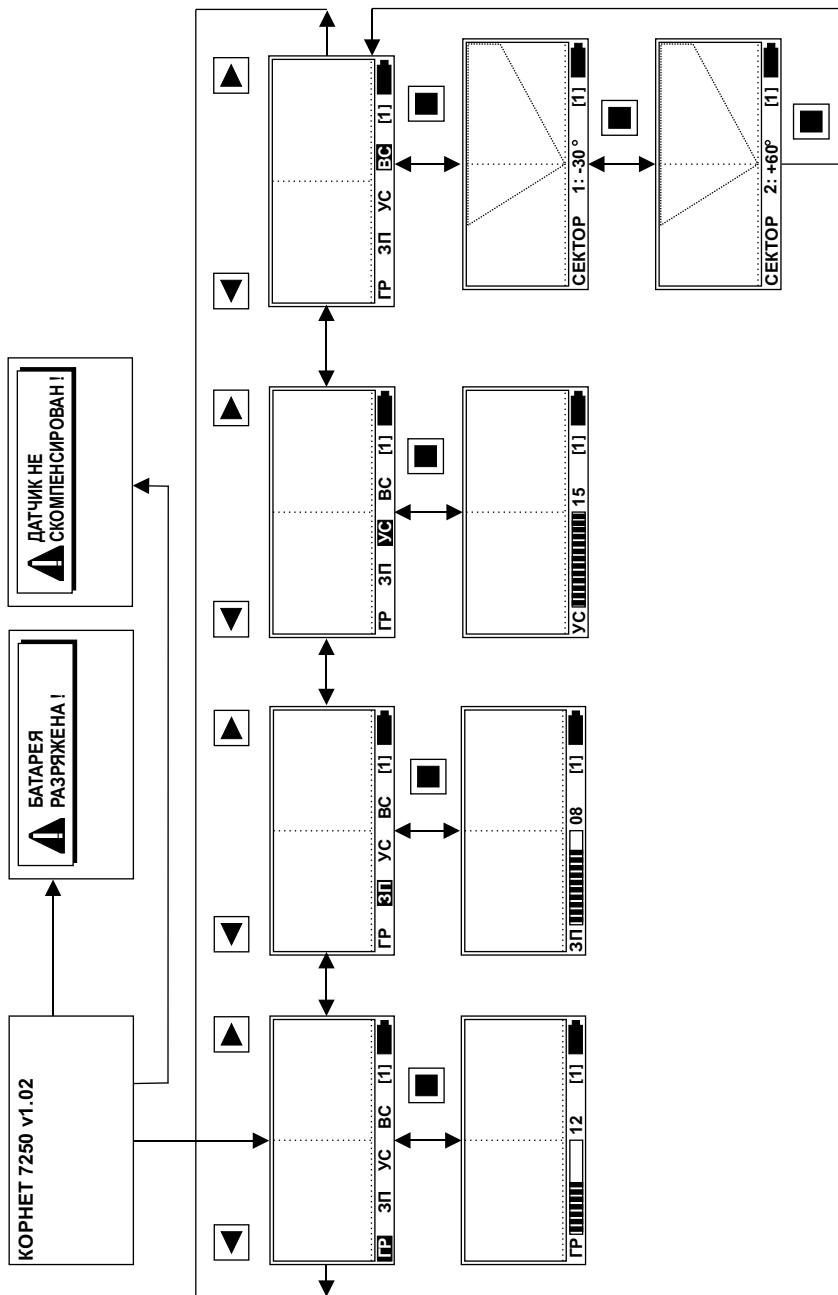 КОРНЕТ 7250 v1.02
БАТАРЕЯ
РАЗРЯЖЕНА !
ДАТЧИК НЕ
СКОМПЕНСИРОВАН !
ГР ЗП УС ВС [1]
ГР ЗП УС ВС [1]
ГР ЗП УС ВС [1]
ГР ЗП УС ВС [1]
ГР 12 [1]
ЗП 08 [1]
УС 15 [1]
СЕКТОР 1: -30° [1]
СЕКТОР 2: +60° [1]